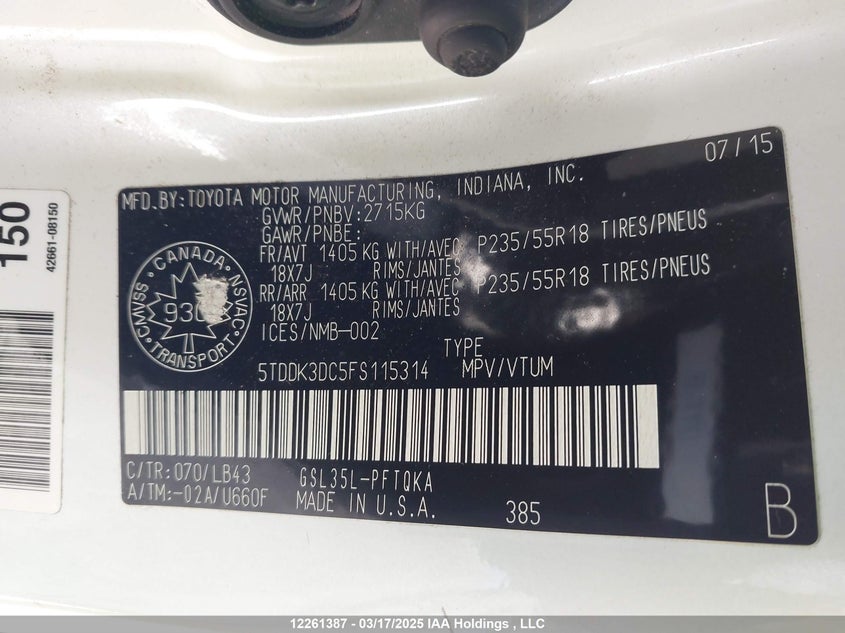 07/15
MFD.BY:TOYOTA MOTOR MANUFACTURING, INDIANA, INC.
GVWR/PNBV:2715KG
GAWR/PNBE:
FR/AVT 1405 KG WITH/AVEC P235/55R18 TIRES/PNEUS
18X7J RIMS/JANTES
RR/ARR 1405 KG WITH/AVEC P235/55R18 TIRES/PNEUS
18X7J RIMS/JANTES
ICES/NMB-002
CANADA
CMVSS
NSVAC
TRANSPORT
TYPE
5TDDK3DC5FS115314 MPV/VTUM
C/TR:070/LB43 GSL35L-PFTQKA
A/TM:-02A/U660F MADE IN U.S.A. 385
B
150
42661-08150
12261387 - 03/17/2025 IAA Holdings , LLC